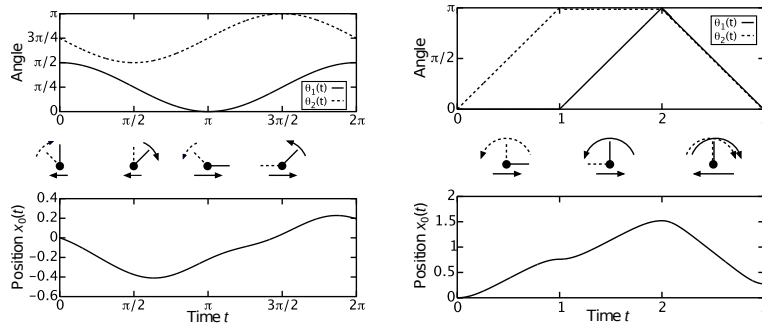 Angle
π
3π/4
π/2
π/4
0
θ1(t)
θ2(t)
0 π/2 π 3π/2 2π
Position x0(t)
0.4
0.2
0
−0.2
−0.4
−0.6
0 π/2 π 3π/2 2π
Time t
Angle
π
π/2
0
θ1(t)
θ2(t)
0 1 2 3
Position x0(t)
2
1.5
1
0.5
0
0 1 2 3
Time t